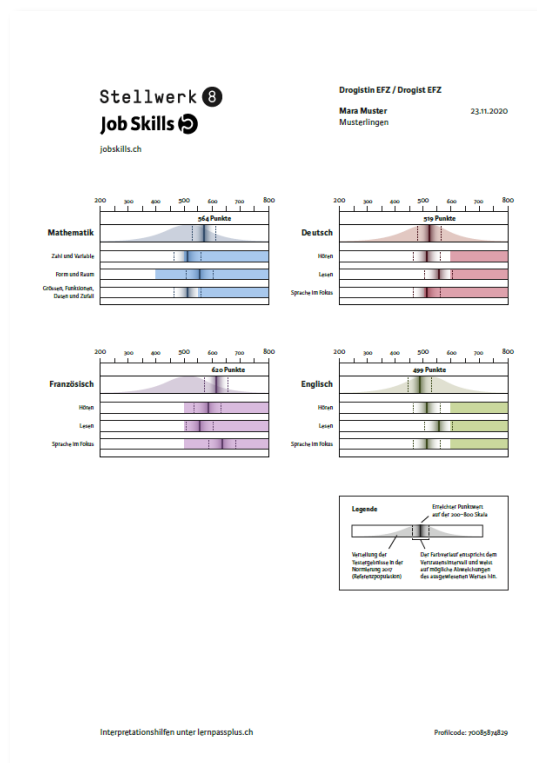 Stellwerk 8
Job Skills
jobskills.ch
Drogistin EFZ / Drogist EFZ
Mara Muster 23.11.2020
Musterlingen
200 300 400 500 600 700 800
564 Punkte
Mathematik
Zahl und Variable
Form und Raum
Grössen, Funktionen,
Daten und Zufall
200 300 400 500 600 700 800
519 Punkte
Deutsch
Hören
Lesen
Sprache im Fokus
200 300 400 500 600 700 800
620 Punkte
Französisch
Hören
Lesen
Sprache im Fokus
200 300 400 500 600 700 800
499 Punkte
Englisch
Hören
Lesen
Sprache im Fokus
Legende
Erreichter Punktwert
auf der 200–800 Skala
Verteilung der
Testergebnisse in der
Normierung 2017
(Referenzpopulation)
Der Farbverlauf entspricht dem
Vertrauensintervall und weist
auf mögliche Abweichungen
des ausgewiesenen Wertes hin.
Interpretationshilfen unter lernpassplus.ch
Profilcode: 70085874829